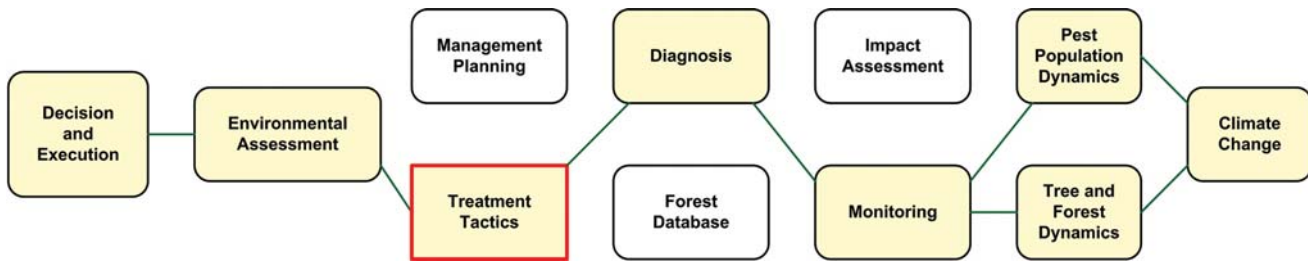 Decision
and
Execution
Environmental
Assessment
Management
Planning
Treatment
Tactics
Diagnosis
Forest
Database
Impact
Assessment
Monitoring
Pest
Population
Dynamics
Tree and
Forest
Dynamics
Climate
Change